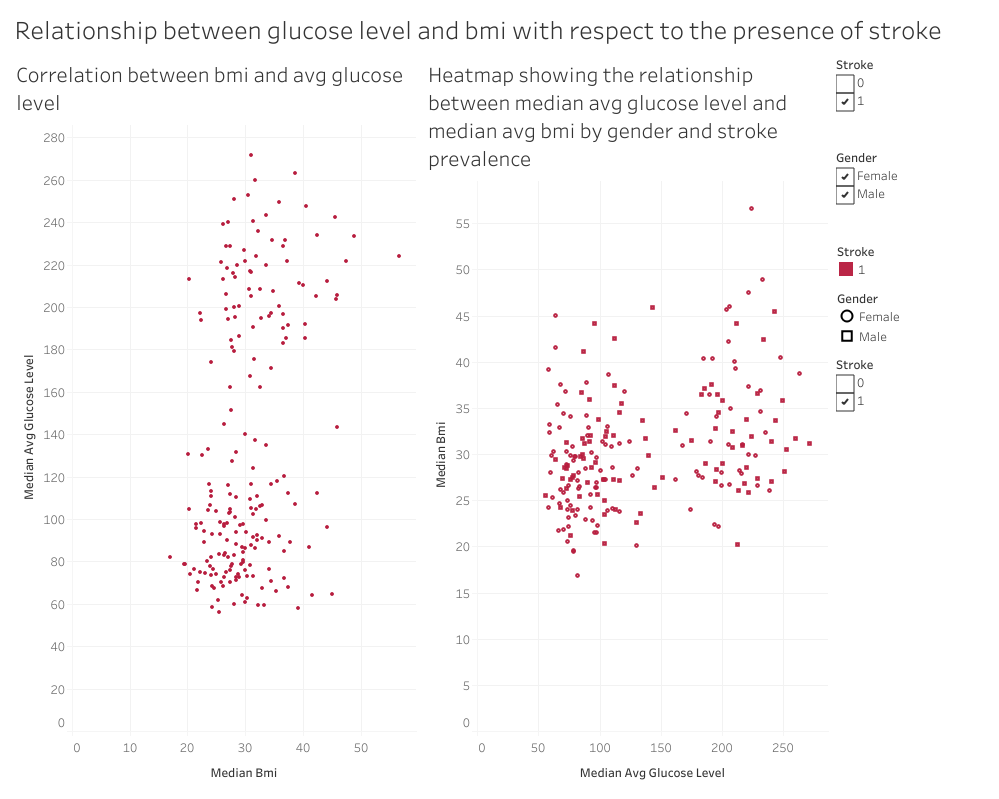 Relationship between glucose level and bmi with respect to the presence of stroke
Correlation between bmi and avg glucose
level
280
260
240
220
200
180
160
140
120
100
80
60
40
20
0
Median Avg Glucose Level
0 10 20 30 40 50
Median Bmi
Heatmap showing the relationship
between median avg glucose level and
median avg bmi by gender and stroke
prevalence
55
50
45
40
35
30
25
20
15
10
5
0
Median Bmi
0 50 100 150 200 250
Median Avg Glucose Level
Stroke
0
1
Gender
Female
Male
Stroke
1
Gender
Female
Male
Stroke
0
1